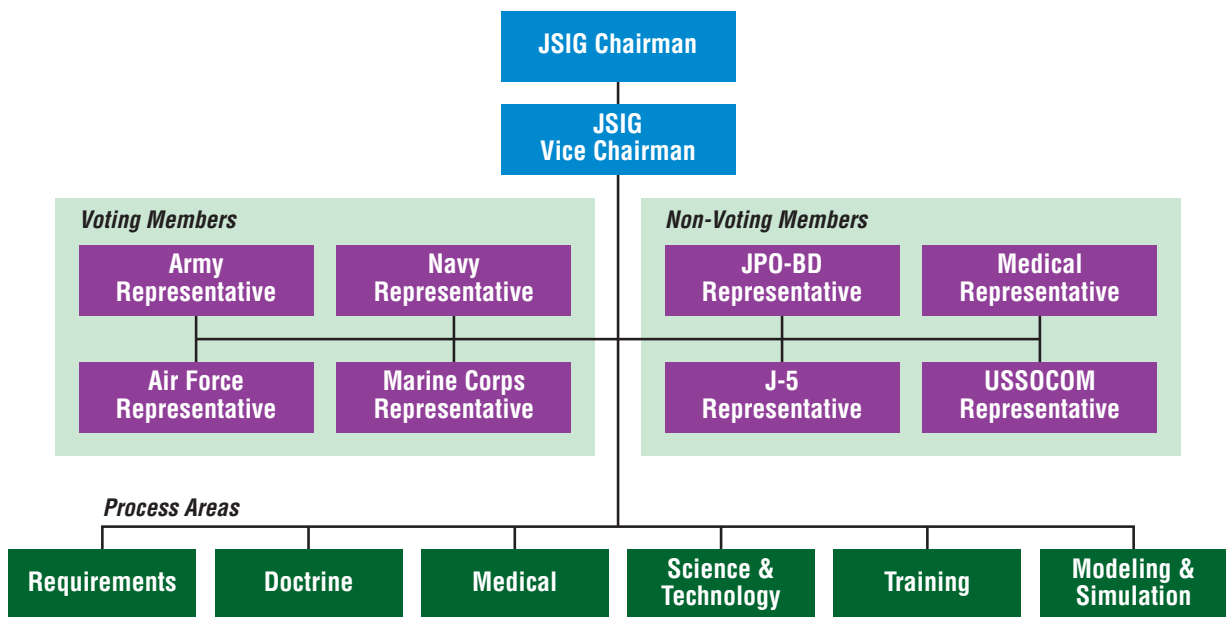 JSIG Chairman
JSIG
Vice Chairman
Voting Members
Army
Representative
Navy
Representative
Air Force
Representative
Marine Corps
Representative
Non-Voting Members
JPO-BD
Representative
Medical
Representative
J-5
Representative
USSOCOM
Representative
Process Areas
Requirements
Doctrine
Medical
Science &
Technology
Training
Modeling &
Simulation